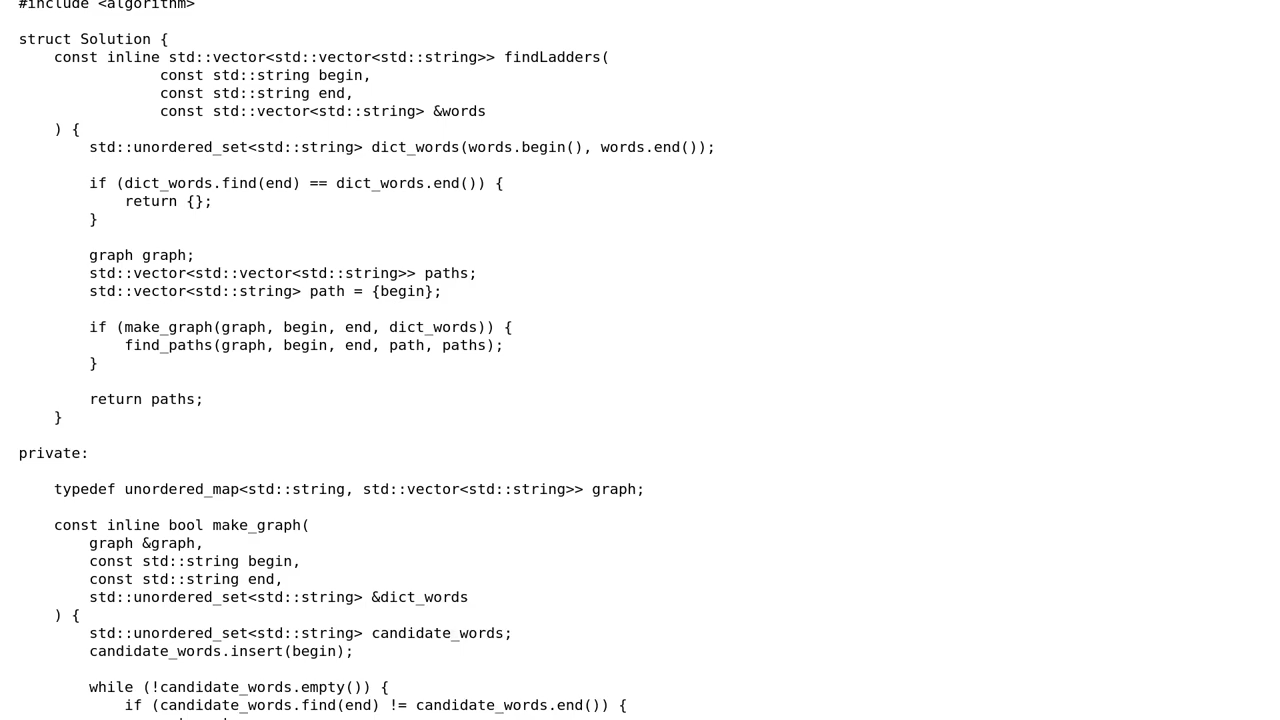 #include <algorithm>

struct Solution {
    const inline std::vector<std::vector<std::string>> findLadders(
                const std::string begin,
                const std::string end,
                const std::vector<std::string> &words
    ) {
        std::unordered_set<std::string> dict_words(words.begin(), words.end());

        if (dict_words.find(end) == dict_words.end()) {
            return {};
        }

        graph graph;
        std::vector<std::vector<std::string>> paths;
        std::vector<std::string> path = {begin};

        if (make_graph(graph, begin, end, dict_words)) {
            find_paths(graph, begin, end, path, paths);
        }

        return paths;
    }

private:

    typedef unordered_map<std::string, std::vector<std::string>> graph;

    const inline bool make_graph(
        graph &graph,
        const std::string begin,
        const std::string end,
        std::unordered_set<std::string> &dict_words
    ) {
        std::unordered_set<std::string> candidate_words;
        candidate_words.insert(begin);

        while (!candidate_words.empty()) {
            if (candidate_words.find(end) != candidate_words.end()) {